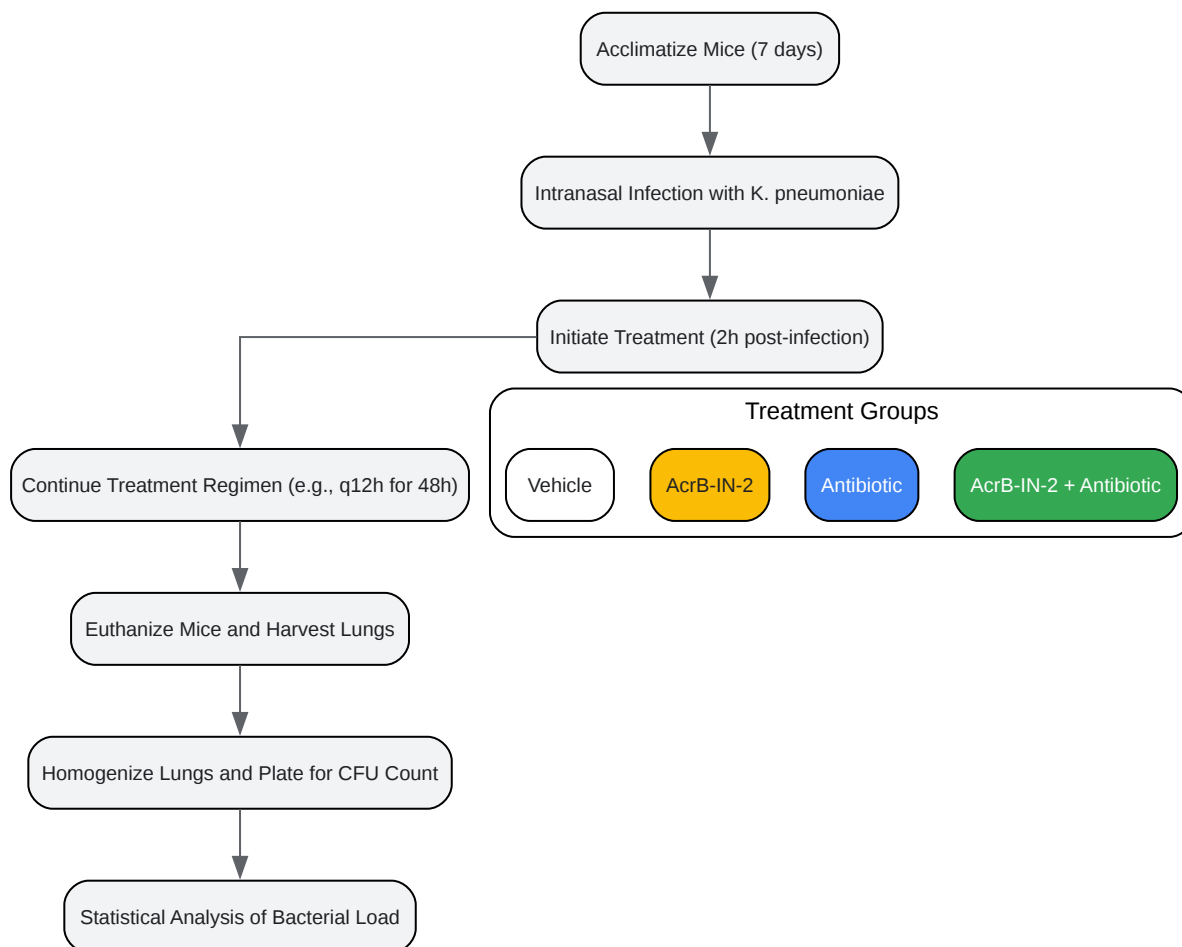 Acclimatize Mice (7 days)
Intranasal Infection with K. pneumoniae
Initiate Treatment (2h post-infection)
Treatment Groups
Vehicle
AcrB-IN-2
Antibiotic
AcrB-IN-2 + Antibiotic
Continue Treatment Regimen (e.g., q12h for 48h)
Euthanize Mice and Harvest Lungs
Homogenize Lungs and Plate for CFU Count
Statistical Analysis of Bacterial Load